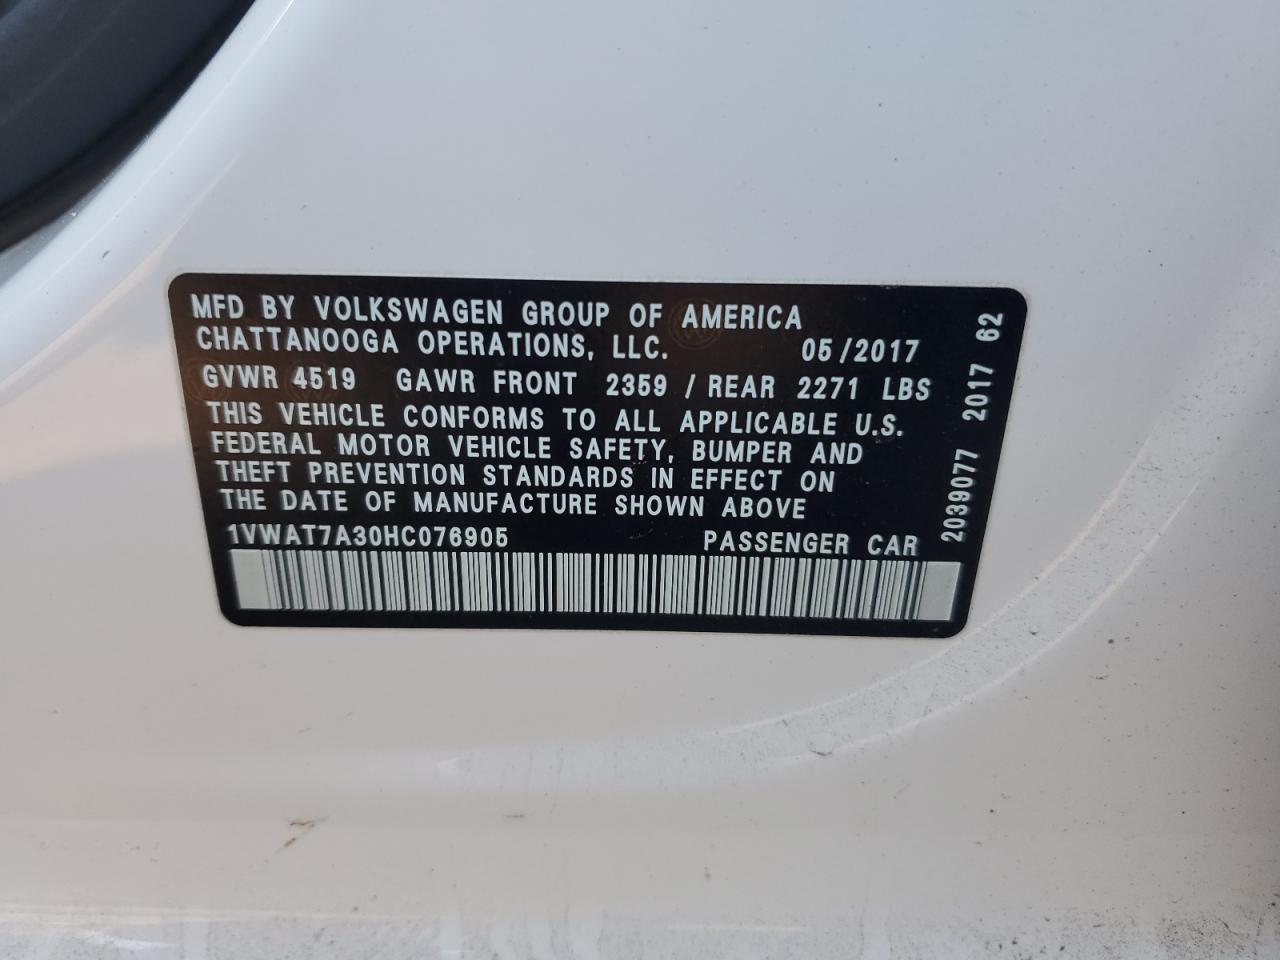 MFD BY VOLKSWAGEN GROUP OF AMERICA
CHATTANOOGA OPERATIONS, LLC. 05/2017
GVWR 4519 GAWR FRONT 2359 / REAR 2271 LBS
THIS VEHICLE CONFORMS TO ALL APPLICABLE U.S.
FEDERAL MOTOR VEHICLE SAFETY, BUMPER AND
THEFT PREVENTION STANDARDS IN EFFECT ON
THE DATE OF MANUFACTURE SHOWN ABOVE
1VWAT7A30HC076905 PASSENGER CAR
2039077 2017 62